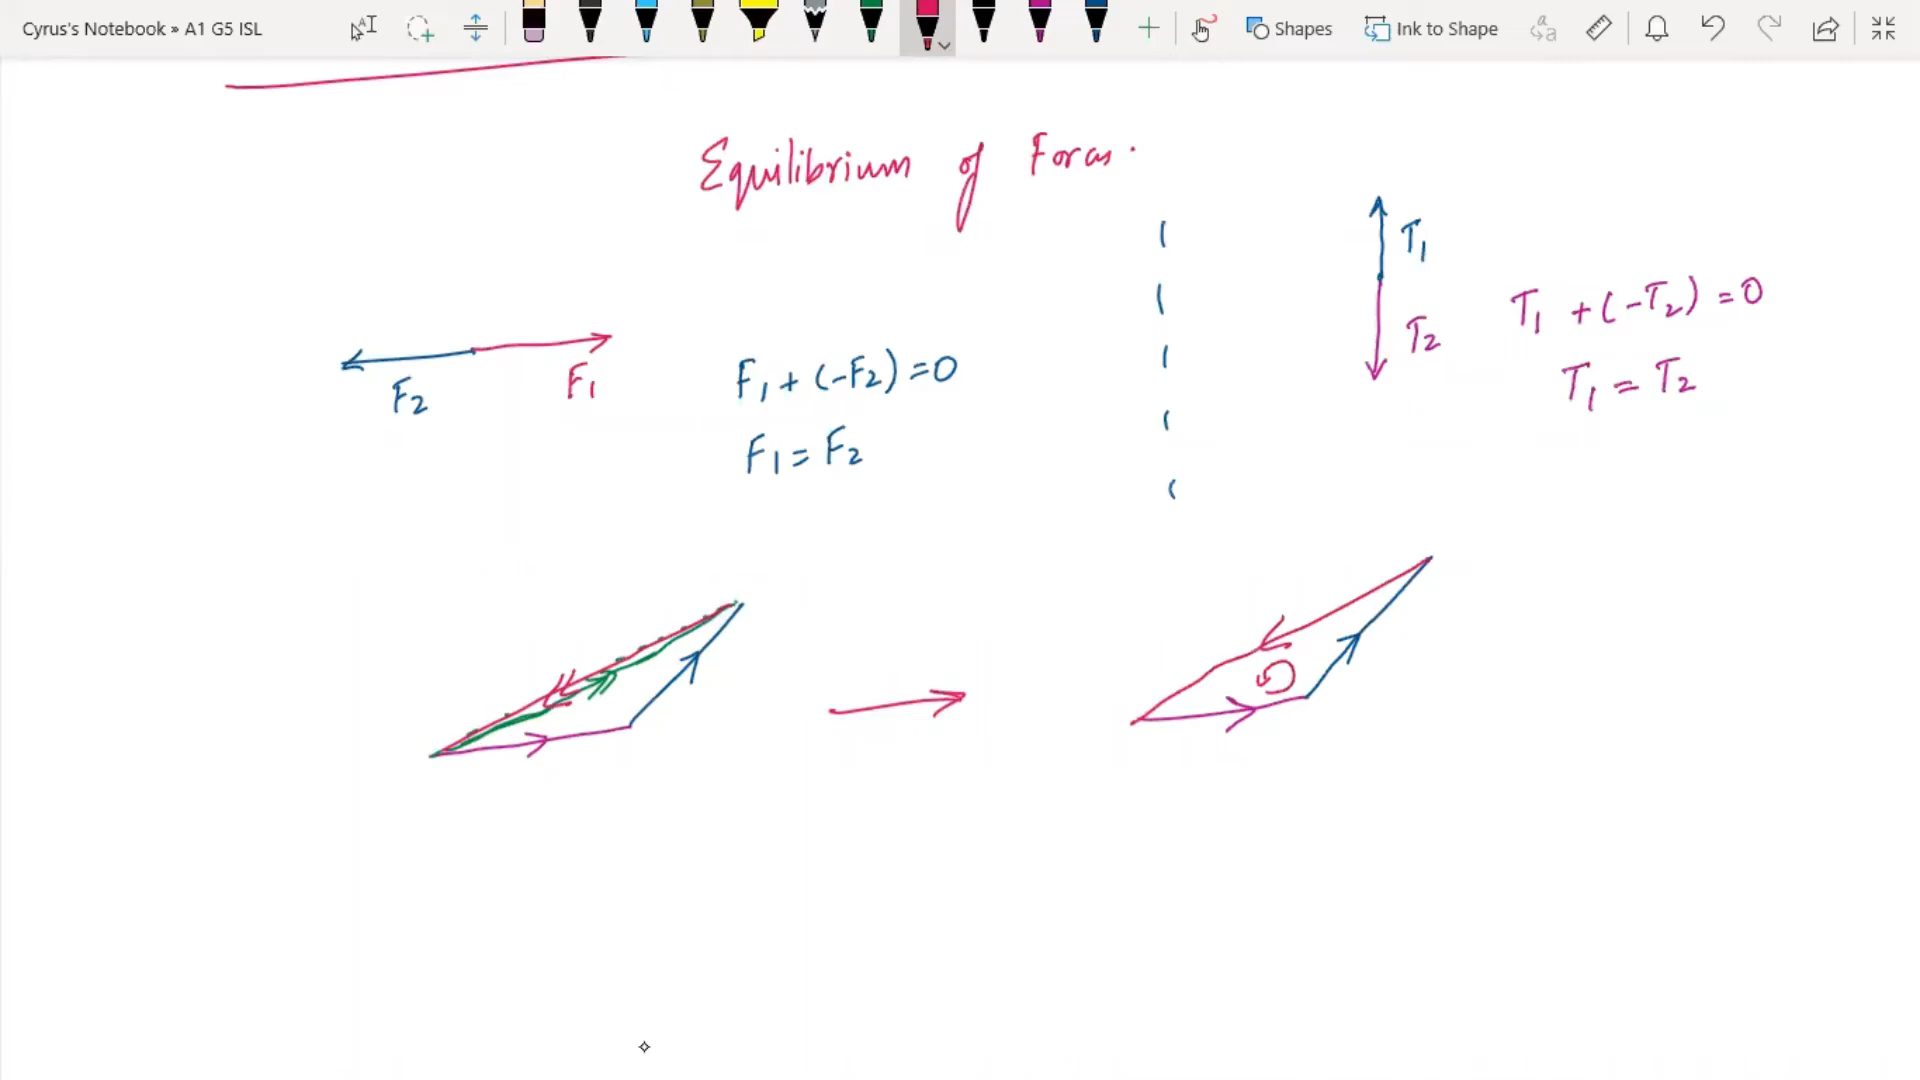 Cyrus's Notebook » A1 G5 ISL
Shapes
Ink to Shape
Equilibrium of Forces.
F2
F1
F1 + (-F2) = 0
F1 = F2
T1
T2
T1 + (-T2) = 0
T1 = T2